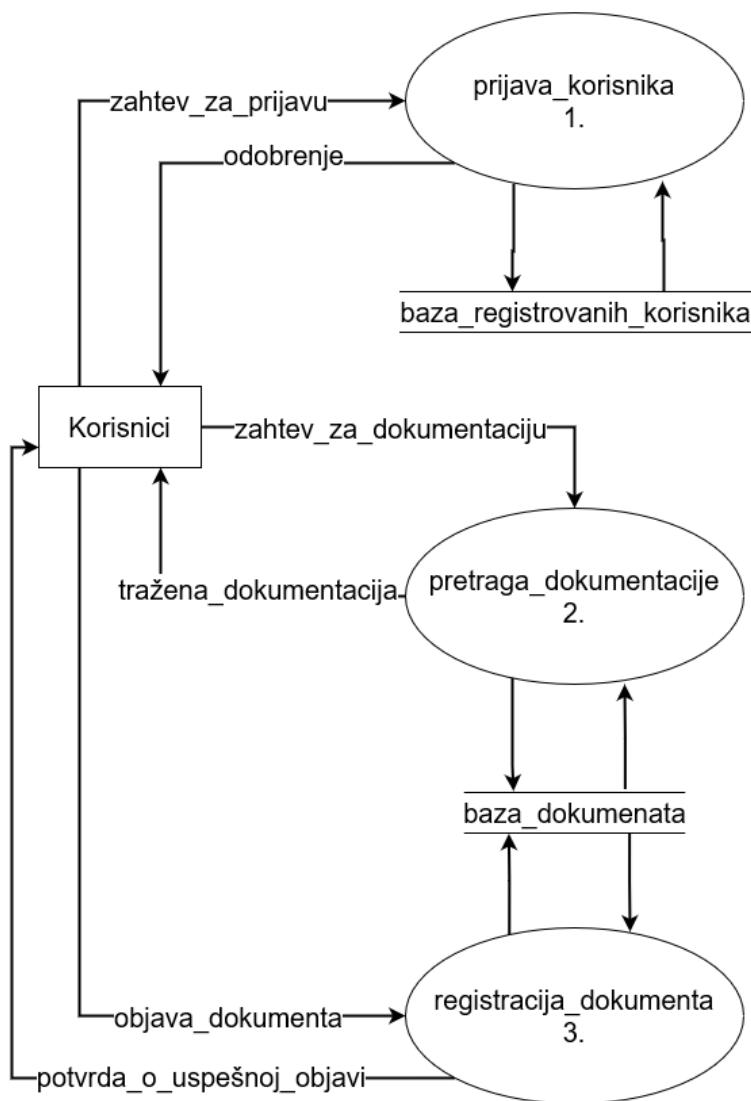 prijava_korisnika
1.
zahtev_za_prijavu
odobrenje
baza_registrovanih_korisnika
Korisnici
zahtev_za_dokumentaciju
pretraga_dokumentacije
2.
tražena_dokumentacija
baza_dokumenata
registracija_dokumenta
3.
objava_dokumenta
potvrda_o_uspešnoj_objavi